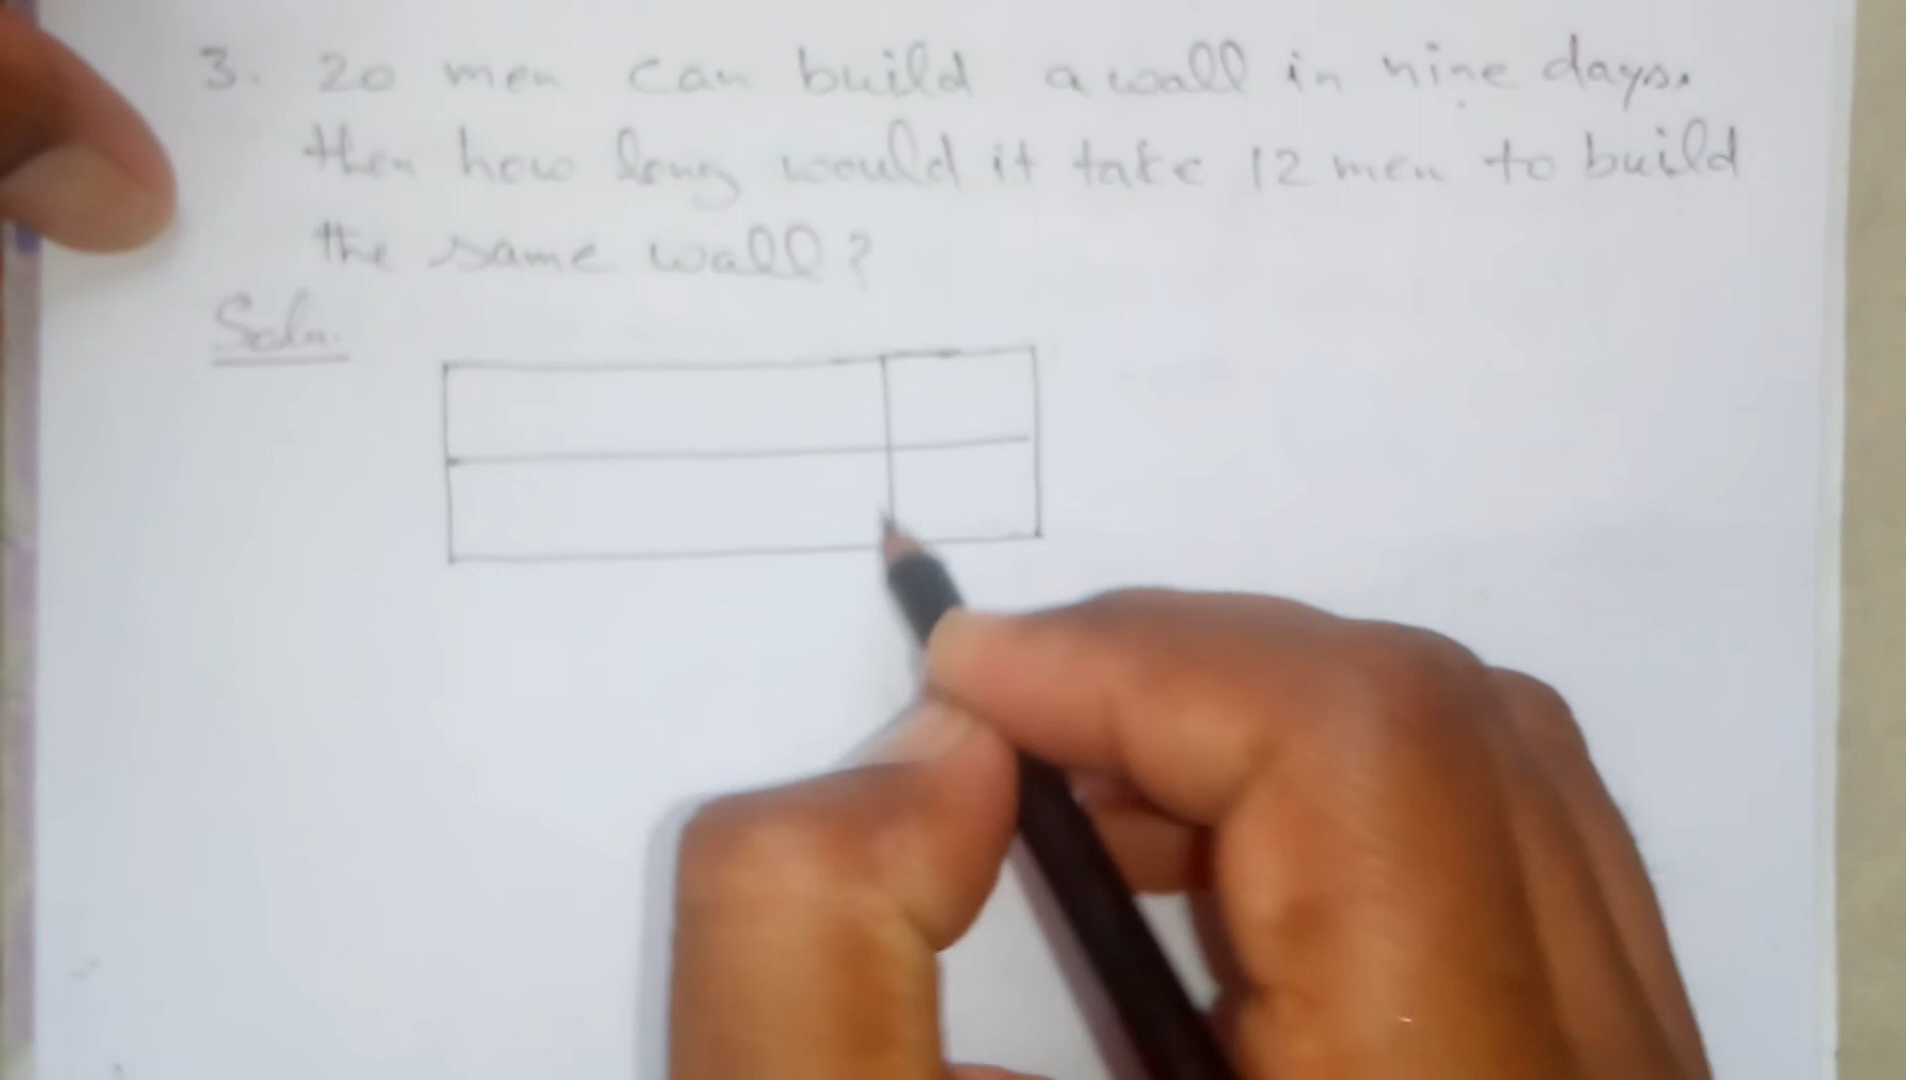 3. 20 men can build a wall in nine days.
then how long would it take 12 men to build
the same wall?
Soln.